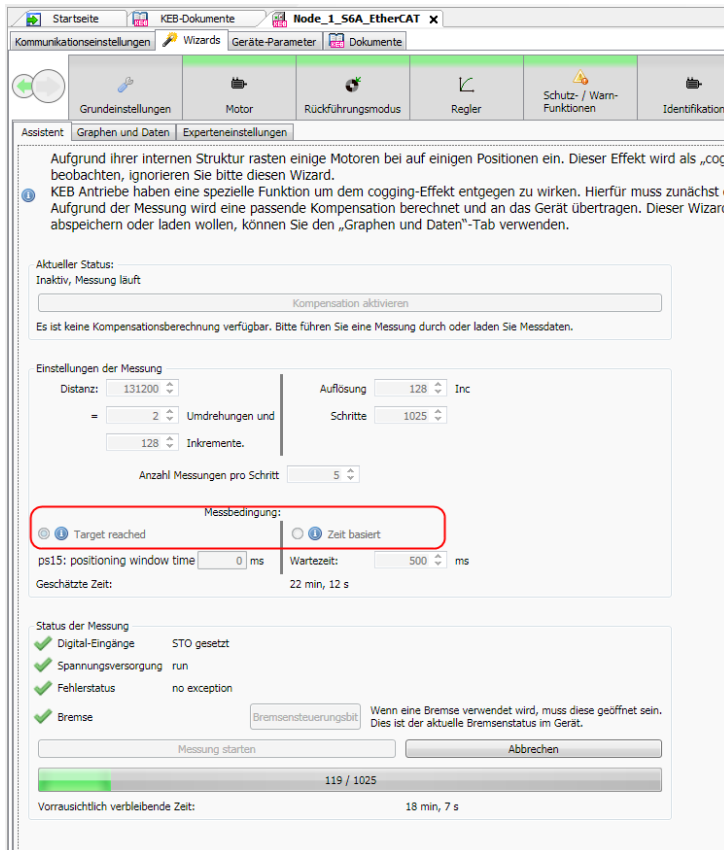 Startseite KEB-Dokumente Node_1_S6A_EtherCAT x
Kommunikationseinstellungen Wizards Geräte-Parameter Dokumente
Grundeinstellungen Motor Rückführungsmodus Regler Schutz- / Warn-
Funktionen Identifikation
Assistent Graphen und Daten Experteneinstellungen
Aufgrund ihrer internen Struktur rasten einige Motoren bei auf einigen Positionen ein. Dieser Effekt wird als „cog
beobachten, ignorieren Sie bitte diesen Wizard.
KEB Antriebe haben eine spezielle Funktion um dem cogging-Effekt entgegen zu wirken. Hierfür muss zunächst
Aufgrund der Messung wird eine passende Kompensation berechnet und an das Gerät übertragen. Dieser Wizard
abspeichern oder laden wollen, können Sie den „Graphen und Daten"-Tab verwenden.
Aktueller Status:
Inaktiv, Messung läuft
Kompensation aktivieren
Es ist keine Kompensationsberechnung verfügbar. Bitte führen Sie eine Messung durch oder laden Sie Messdaten.
Einstellungen der Messung
Distanz: 131200 Auflösung 128 Inc
= 2 Umdrehungen und Schritte 1025
128 Inkremente.
Anzahl Messungen pro Schritt 5
Messbedingung:
Target reached Zeit basiert
ps15: positioning window time 0 ms Wartezeit: 500 ms
Geschätzte Zeit: 22 min, 12 s
Status der Messung
Digital-Eingänge STO gesetzt
Spannungsversorgung run
Fehlerstatus no exception
Bremse Bremsensteuerungsbit Wenn eine Bremse verwendet wird, muss diese geöffnet sein.
Dies ist der aktuelle Bremsenstatus im Gerät.
Messung starten Abbrechen
119 / 1025
Vorrausichtlich verbleibende Zeit: 18 min, 7 s